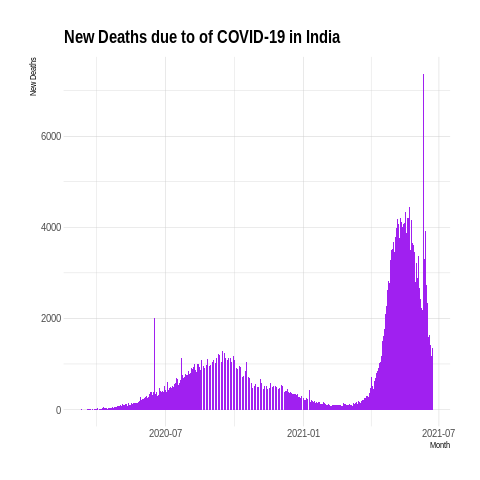 New Deaths due to of COVID-19 in India
New Deaths
6000
4000
2000
0
2020-07
2021-01
2021-07
Month